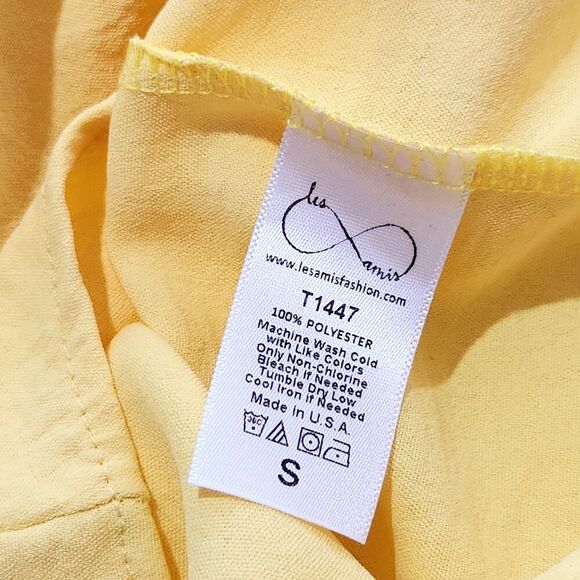 les
amis
www.lesamisfashion.com
T1447
100% POLYESTER
Machine Wash Cold
with Like Colors
Only Non-Chlorine
Bleach if Needed
Tumble Dry Low
Cool Iron if Needed
Made in U.S.A.
30C
S